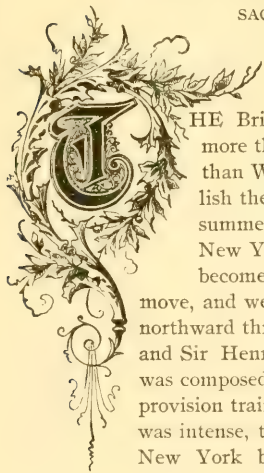 SAC
THE Bri
more th
than W
lish the
summe
New Y
become
move, and we
northward thr
and Sir Henr
was composed
provision trai
was intense, t
New York b